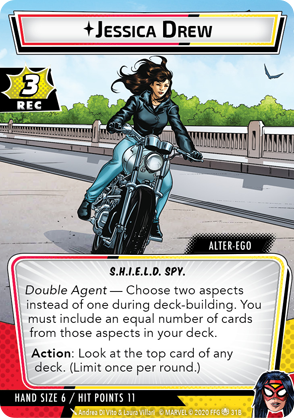 Jessica Drew
3
REC
ALTER-EGO
S.H.I.E.L.D. SPY.
Double Agent — Choose two aspects
instead of one during deck-building. You
must include an equal number of cards
from those aspects in your deck.
Action: Look at the top card of any
deck. (Limit once per round.)
HAND SIZE 6 / HIT POINTS 11
Andrea Di Vito & Laura Villari © MARVEL © 2020 FFG 31B